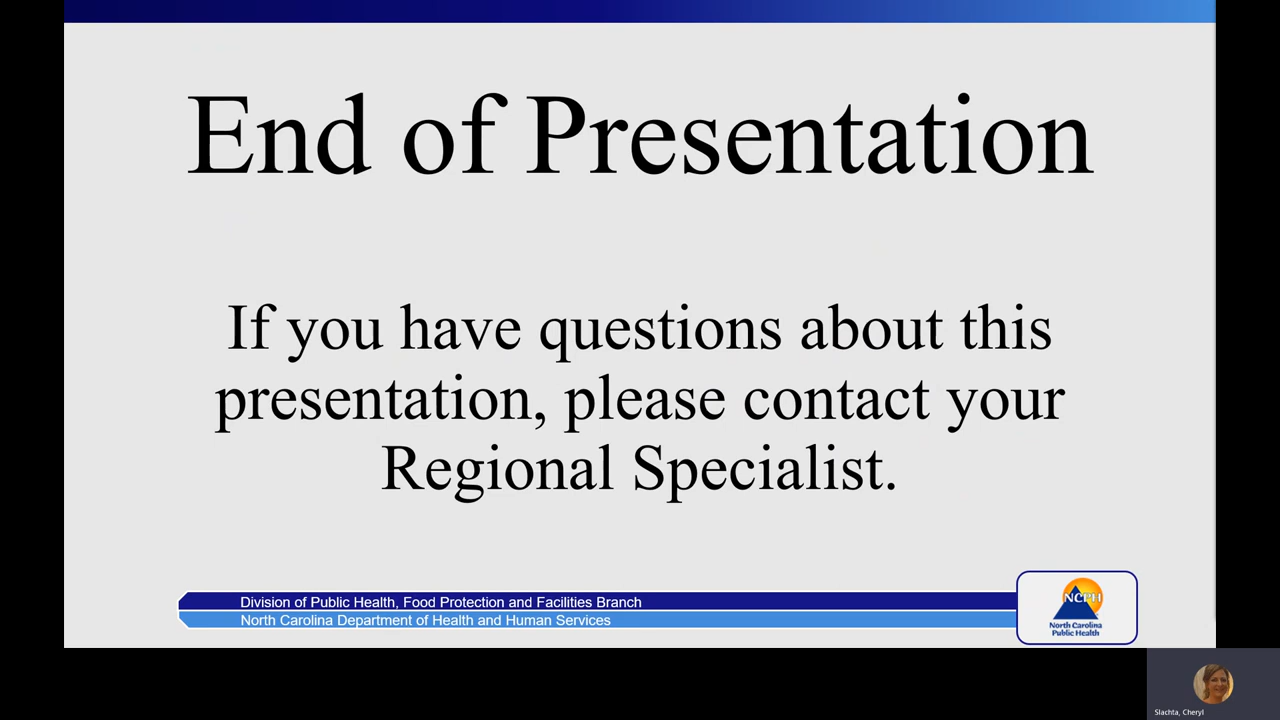 End of Presentation
If you have questions about this
presentation, please contact your
Regional Specialist.
Division of Public Health, Food Protection and Facilities Branch
North Carolina Department of Health and Human Services
NCPH
North Carolina
Public Health
Slachta, Cheryl